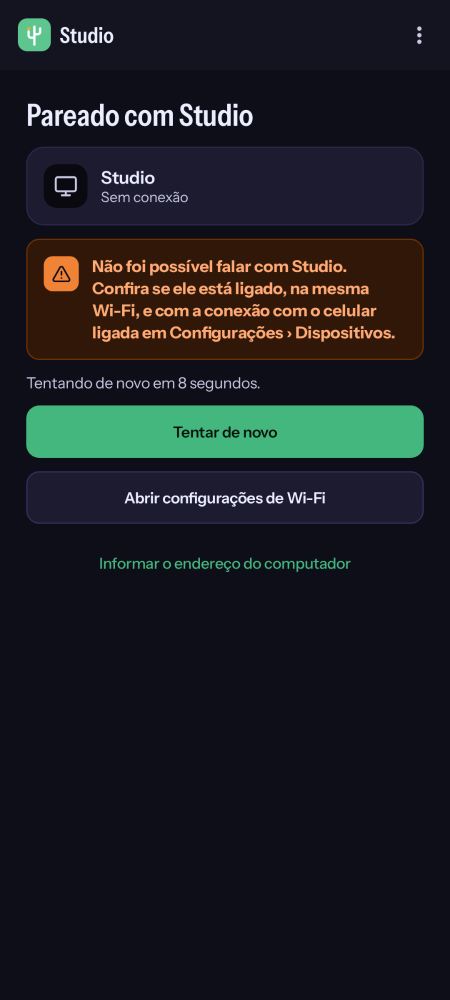 Studio
Pareado com Studio
Studio
Sem conexão
Não foi possível falar com Studio.
Confira se ele está ligado, na mesma
Wi-Fi, e com a conexão com o celular
ligada em Configurações › Dispositivos.
Tentando de novo em 8 segundos.
Tentar de novo
Abrir configurações de Wi-Fi
Informar o endereço do computador